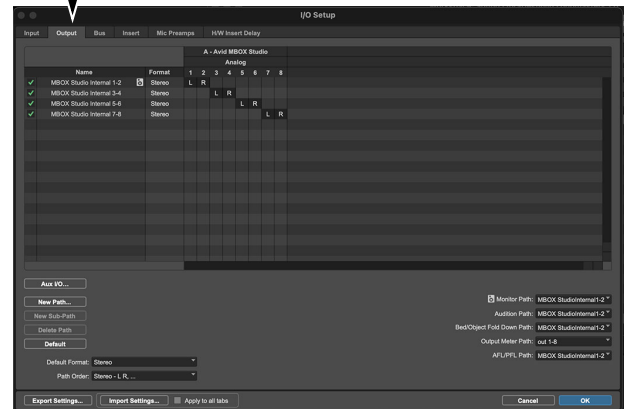 I/O Setup
Input Output Bus Insert Mic Preamps H/W Insert Delay
A - Avid MBOX Studio
Analog
Name Format 1 2 3 4 5 6 7 8
MBOX Studio Internal 1-2 Stereo L R
MBOX Studio Internal 3-4 Stereo L R
MBOX Studio Internal 5-6 Stereo L R
MBOX Studio Internal 7-8 Stereo L R
Aux I/O...
New Path...
New Sub-Path
Delete Path
Default
Default Format: Stereo
Path Order: Stereo - L R, ...
Monitor Path: MBOX StudioInternal1-2
Audition Path: MBOX StudioInternal1-2
Bed/Object Fold Down Path: MBOX StudioInternal1-2
Output Meter Path: out 1-8
AFL/PFL Path: MBOX StudioInternal1-2
Export Settings... Import Settings... Apply to all tabs Cancel OK